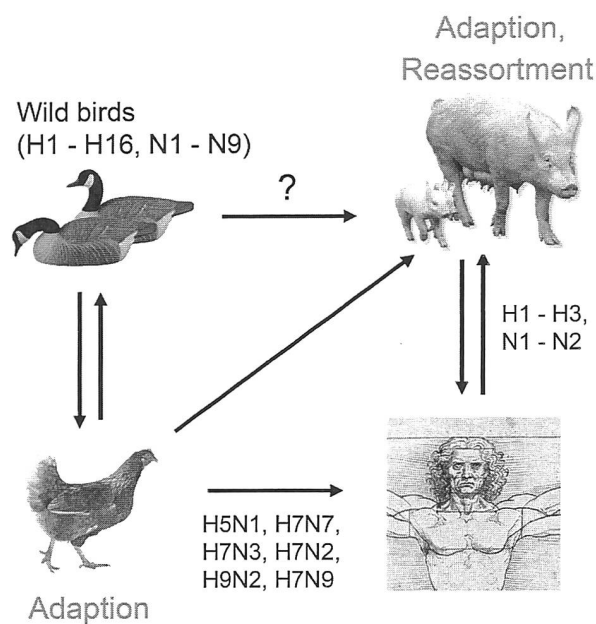 Adaption,
Reassortment
Wild birds
(H1 - H16, N1 - N9)
?
H1 - H3,
N1 - N2
H5N1, H7N7,
H7N3, H7N2,
H9N2, H7N9
Adaption